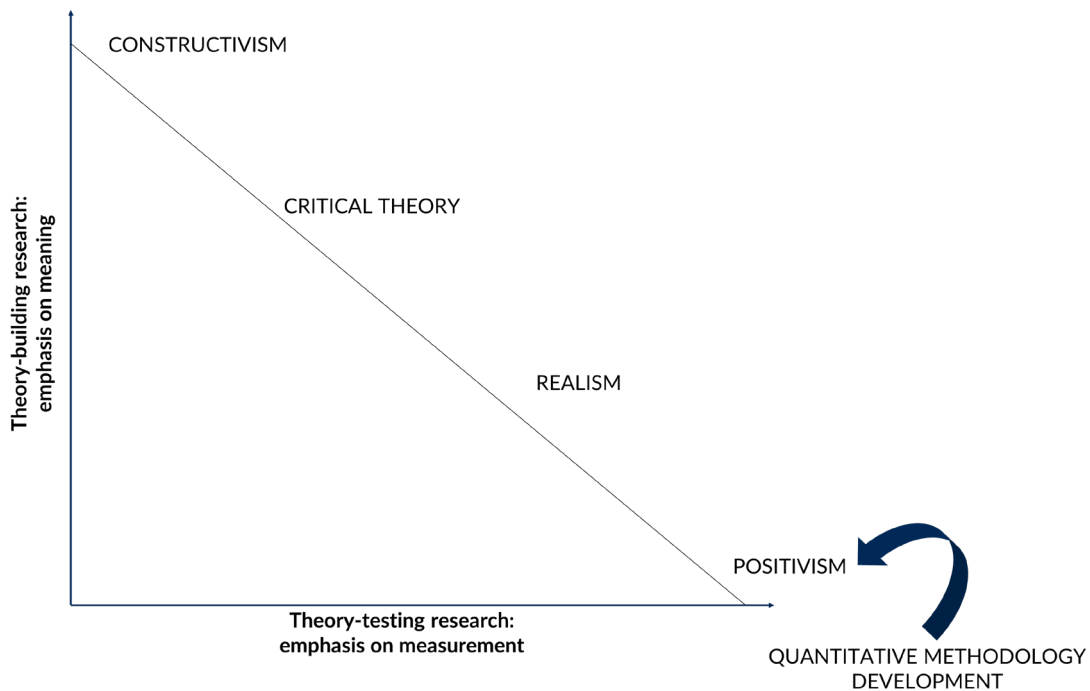 CONSTRUCTIVISM
CRITICAL THEORY
Theory-building research:
emphasis on meaning
REALISM
POSITIVISM
Theory-testing research:
emphasis on measurement
QUANTITATIVE METHODOLOGY
DEVELOPMENT